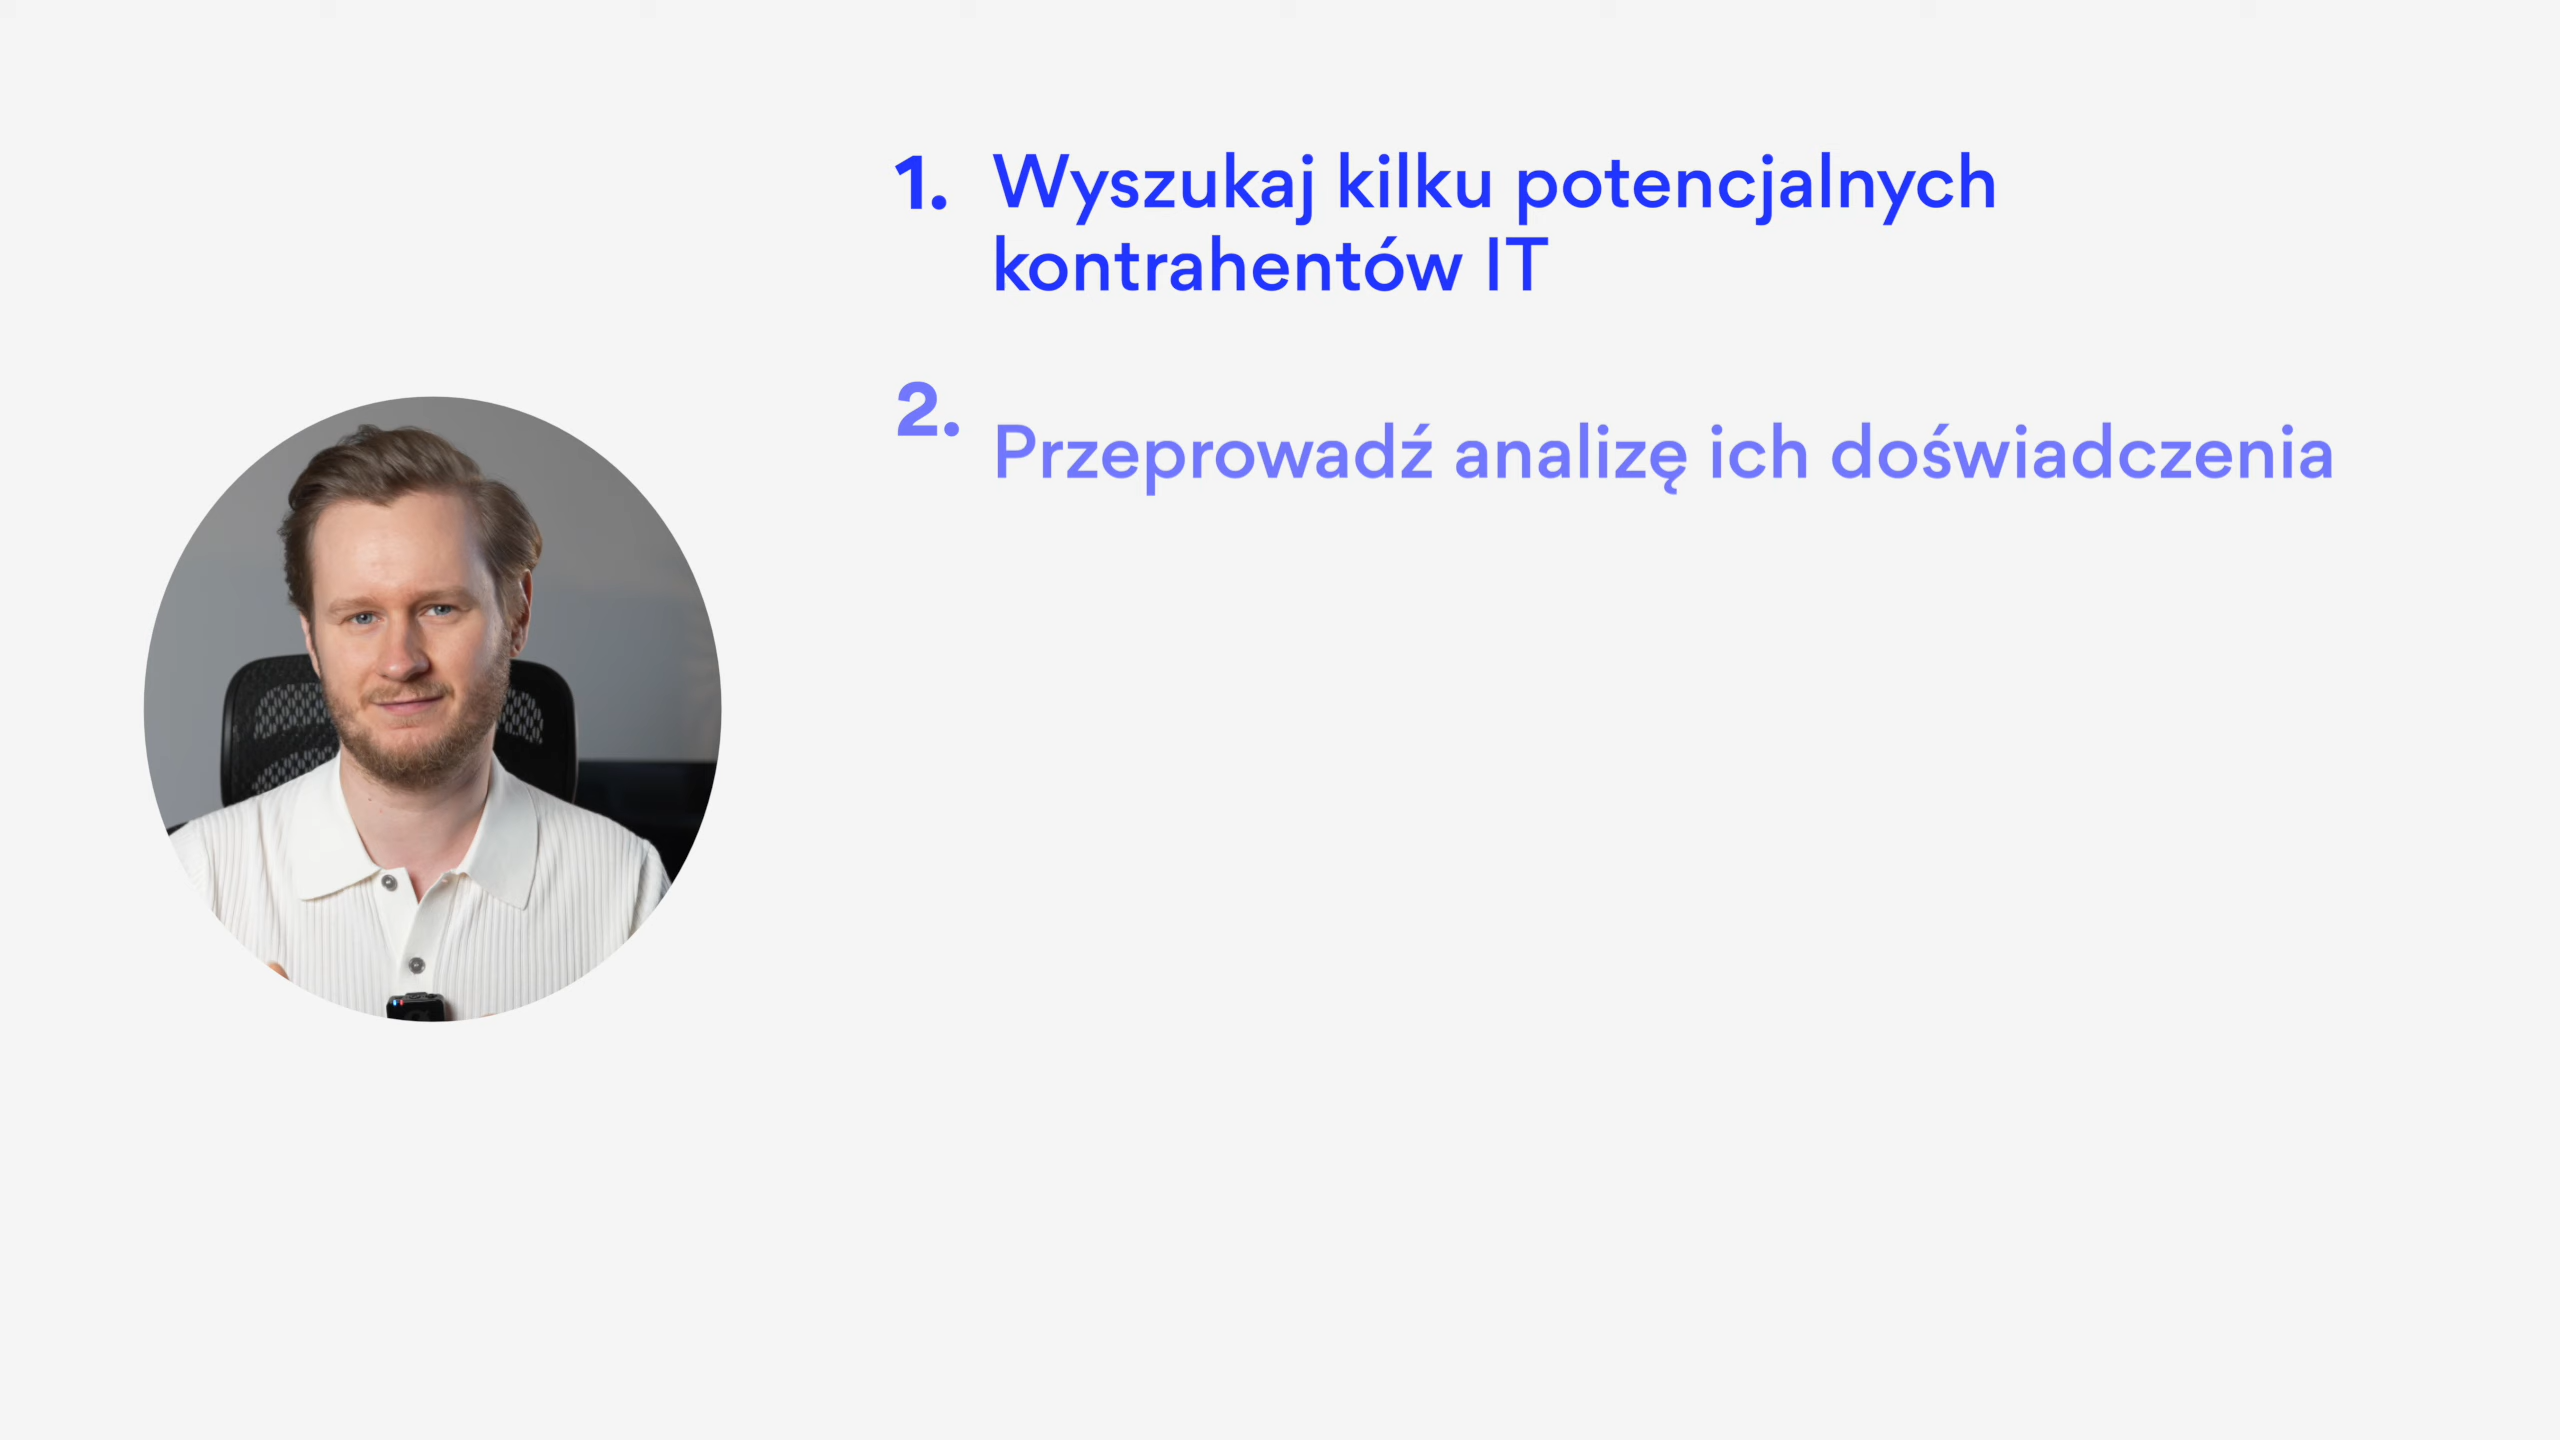 1. Wyszukaj kilku potencjalnych
kontrahentów IT
2. Przeprowadź analizę ich doświadczenia